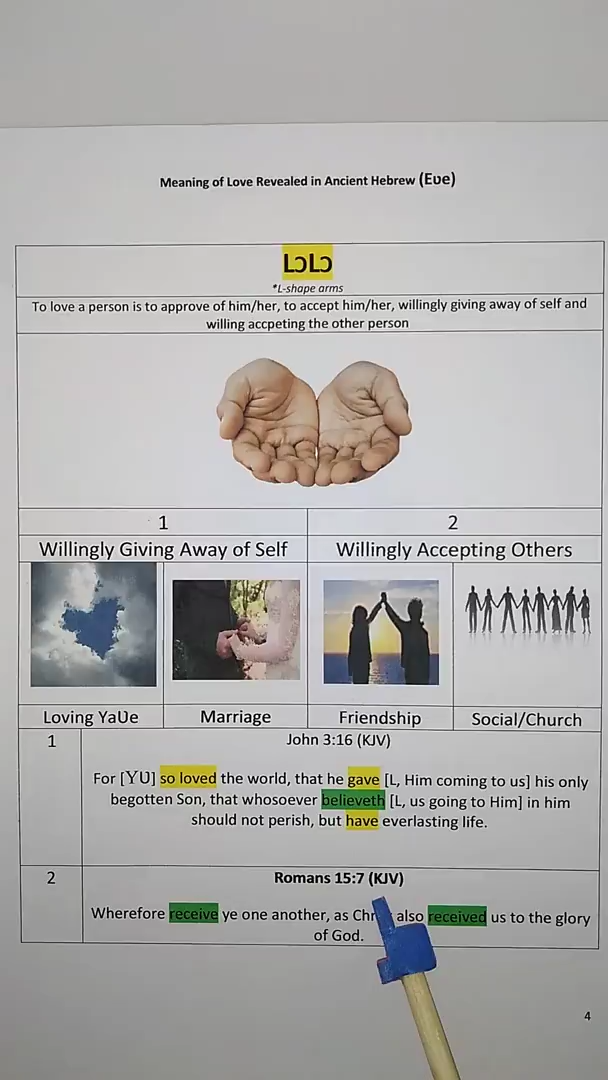 Meaning of Love Revealed in Ancient Hebrew (Eʋe)
LɔLɔ
*L-shape arms
To love a person is to approve of him/her, to accept him/her, willingly giving away of self and
willing accpeting the other person
1
2
Willingly Giving Away of Self
Willingly Accepting Others
Loving YaƲe
Marriage
Friendship
Social/Church
1
John 3:16 (KJV)
For [YƲ] so loved the world, that he gave [L, Him coming to us] his only
begotten Son, that whosoever believeth [L, us going to Him] in him
should not perish, but have everlasting life.
2
Romans 15:7 (KJV)
Wherefore receive ye one another, as also received us to the glory
of God.
4